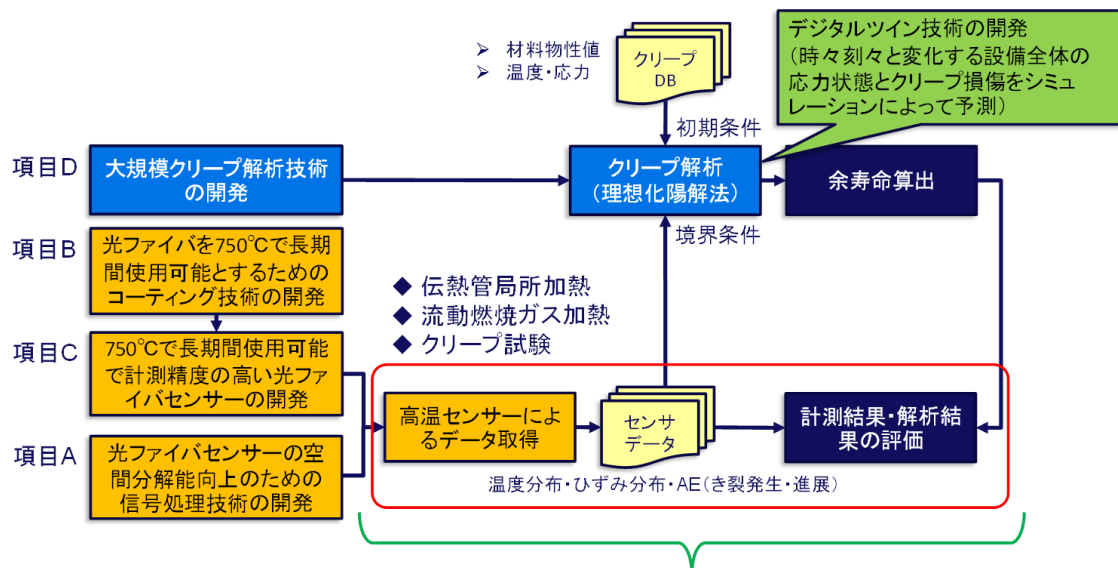 ➢ 材料物性値
➢ 温度・応力
クリープ
DB
デジタルツイン技術の開発
(時々刻々と変化する設備全体の
応力状態とクリープ損傷をシミュ
レーションによって予測)
初期条件
項目D
大規模クリープ解析技術
の開発
クリープ解析
(理想化陽解法)
余寿命算出
境界条件
項目B
光ファイバを750℃で長期
間使用可能とするための
コーティング技術の開発
◆ 伝熱管局所加熱
◆ 流動燃焼ガス加熱
◆ クリープ試験
項目C
750℃で長期間使用可能
で計測精度の高い光ファ
イバセンサーの開発
高温センサーによ
るデータ取得
センサ
データ
計測結果・解析結
果の評価
項目A
光ファイバセンサーの空
間分解能向上のための
信号処理技術の開発
温度分布・ひずみ分布・AE(き裂発生・進展)